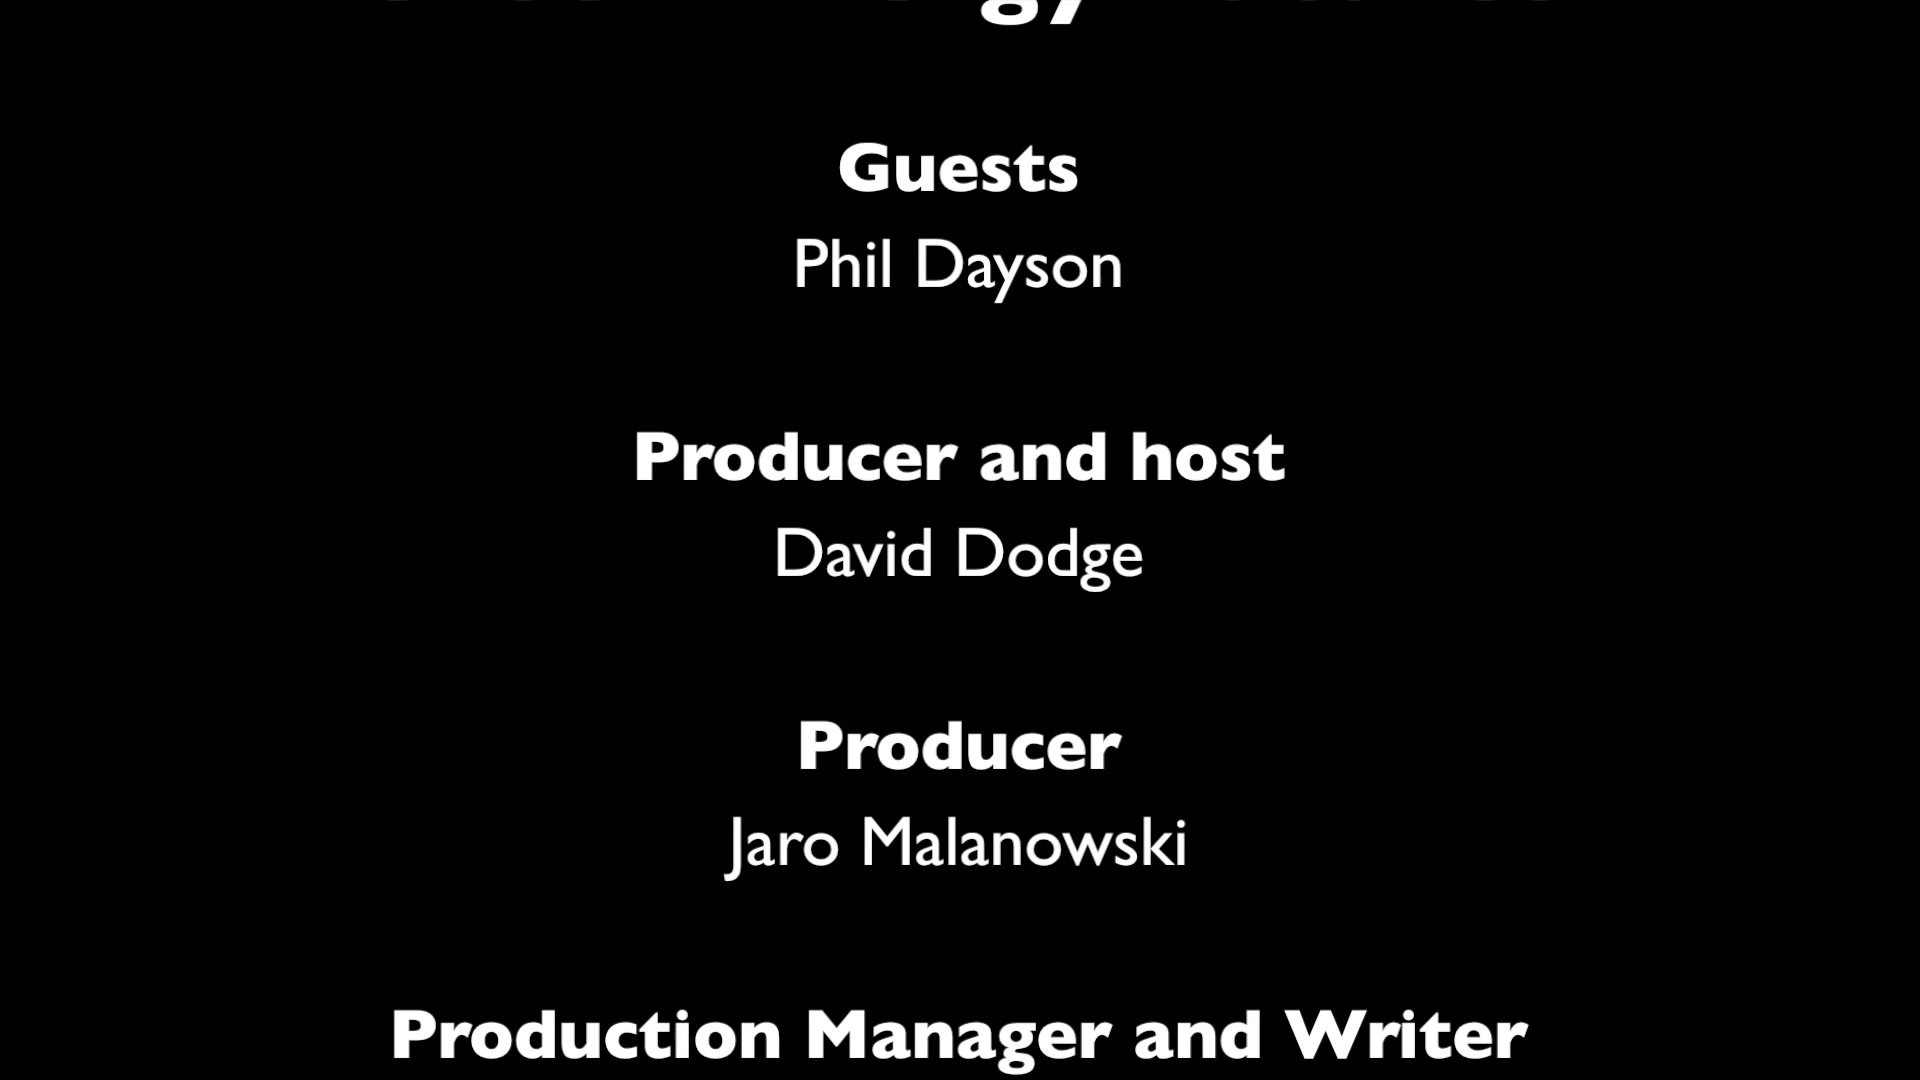 Guests
Phil Dayson
Producer and host
David Dodge
Producer
Jaro Malanowski
Production Manager and Writer